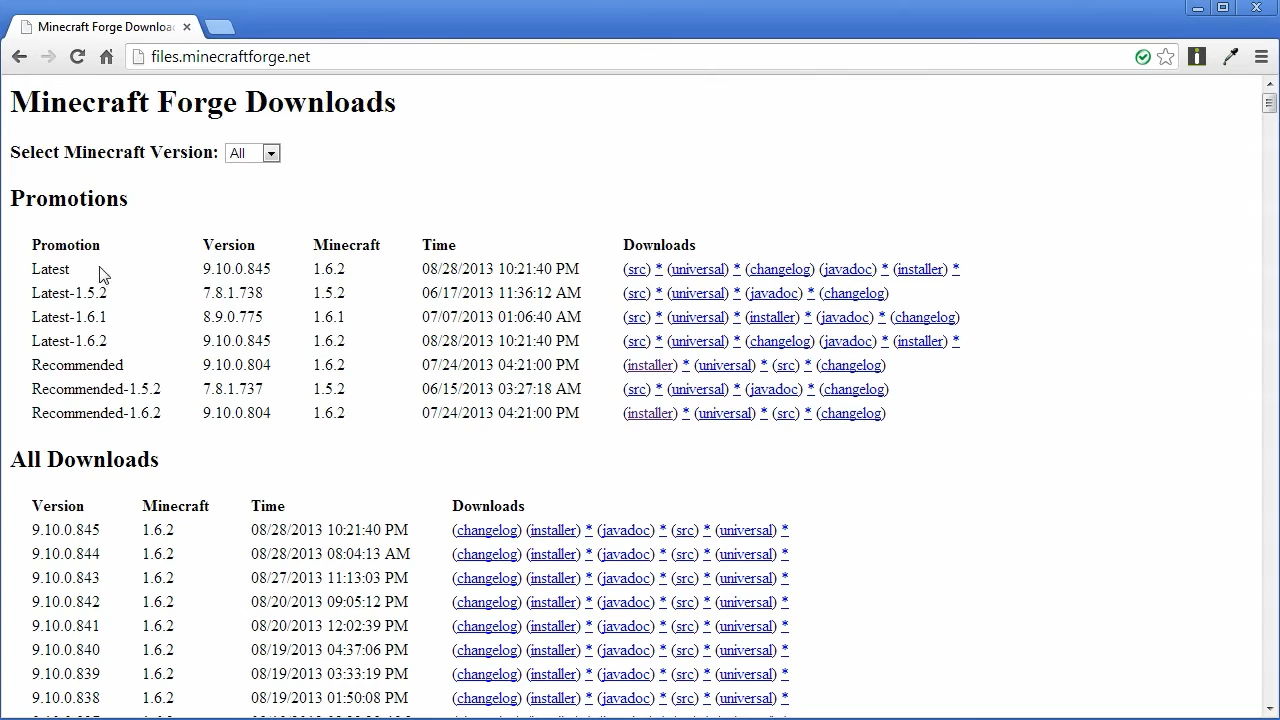 Minecraft Forge Downloa
files.minecraftforge.net
Minecraft Forge Downloads
Select Minecraft Version: All
Promotions
Promotion Version Minecraft Time Downloads
Latest 9.10.0.845 1.6.2 08/28/2013 10:21:40 PM (src) * (universal) * (changelog) (javadoc) * (installer) *
Latest-1.5.2 7.8.1.738 1.5.2 06/17/2013 11:36:12 AM (src) * (universal) * (javadoc) * (changelog)
Latest-1.6.1 8.9.0.775 1.6.1 07/07/2013 01:06:40 AM (src) * (universal) * (installer) * (javadoc) * (changelog)
Latest-1.6.2 9.10.0.845 1.6.2 08/28/2013 10:21:40 PM (src) * (universal) * (changelog) (javadoc) * (installer) *
Recommended 9.10.0.804 1.6.2 07/24/2013 04:21:00 PM (installer) * (universal) * (src) * (changelog)
Recommended-1.5.2 7.8.1.737 1.5.2 06/15/2013 03:27:18 AM (src) * (universal) * (javadoc) * (changelog)
Recommended-1.6.2 9.10.0.804 1.6.2 07/24/2013 04:21:00 PM (installer) * (universal) * (src) * (changelog)
All Downloads
Version Minecraft Time Downloads
9.10.0.845 1.6.2 08/28/2013 10:21:40 PM (changelog) (installer) * (javadoc) * (src) * (universal) *
9.10.0.844 1.6.2 08/28/2013 08:04:13 AM (changelog) (installer) * (javadoc) * (src) * (universal) *
9.10.0.843 1.6.2 08/27/2013 11:13:03 PM (changelog) (installer) * (javadoc) * (src) * (universal) *
9.10.0.842 1.6.2 08/20/2013 09:05:12 PM (changelog) (installer) * (javadoc) * (src) * (universal) *
9.10.0.841 1.6.2 08/20/2013 12:02:39 PM (changelog) (installer) * (javadoc) * (src) * (universal) *
9.10.0.840 1.6.2 08/19/2013 04:37:06 PM (changelog) (installer) * (javadoc) * (src) * (universal) *
9.10.0.839 1.6.2 08/19/2013 03:33:19 PM (changelog) (installer) * (javadoc) * (src) * (universal) *
9.10.0.838 1.6.2 08/19/2013 01:50:08 PM (changelog) (installer) * (javadoc) * (src) * (universal) *